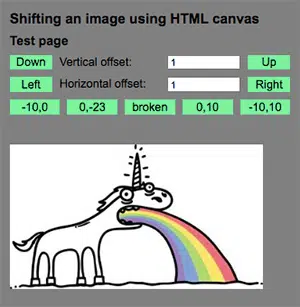 Shifting an image using HTML canvas
Test page
Down Vertical offset: 1 Up
Left Horizontal offset: 1 Right
-10,0 0,-23 broken 0,10 -10,10